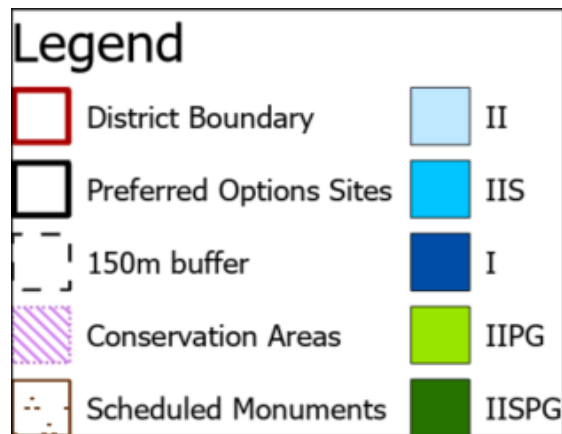 Legend
District Boundary
Preferred Options Sites
150m buffer
Conservation Areas
Scheduled Monuments
II
IIS
I
IIPG
IISPG